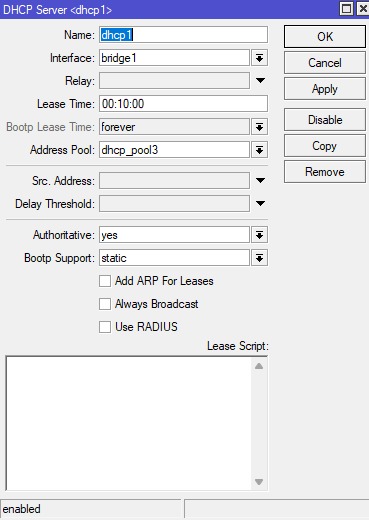 DHCP Server <dhcp1>
Name: dhcp1 OK
Interface: bridge1 Cancel
Relay: Apply
Lease Time: 00:10:00
Bootp Lease Time: forever Disable
Address Pool: dhcp_pool3 Copy
Remove
Src. Address:
Delay Threshold:
Authoritative: yes
Bootp Support: static
Add ARP For Leases
Always Broadcast
Use RADIUS
Lease Script:
enabled